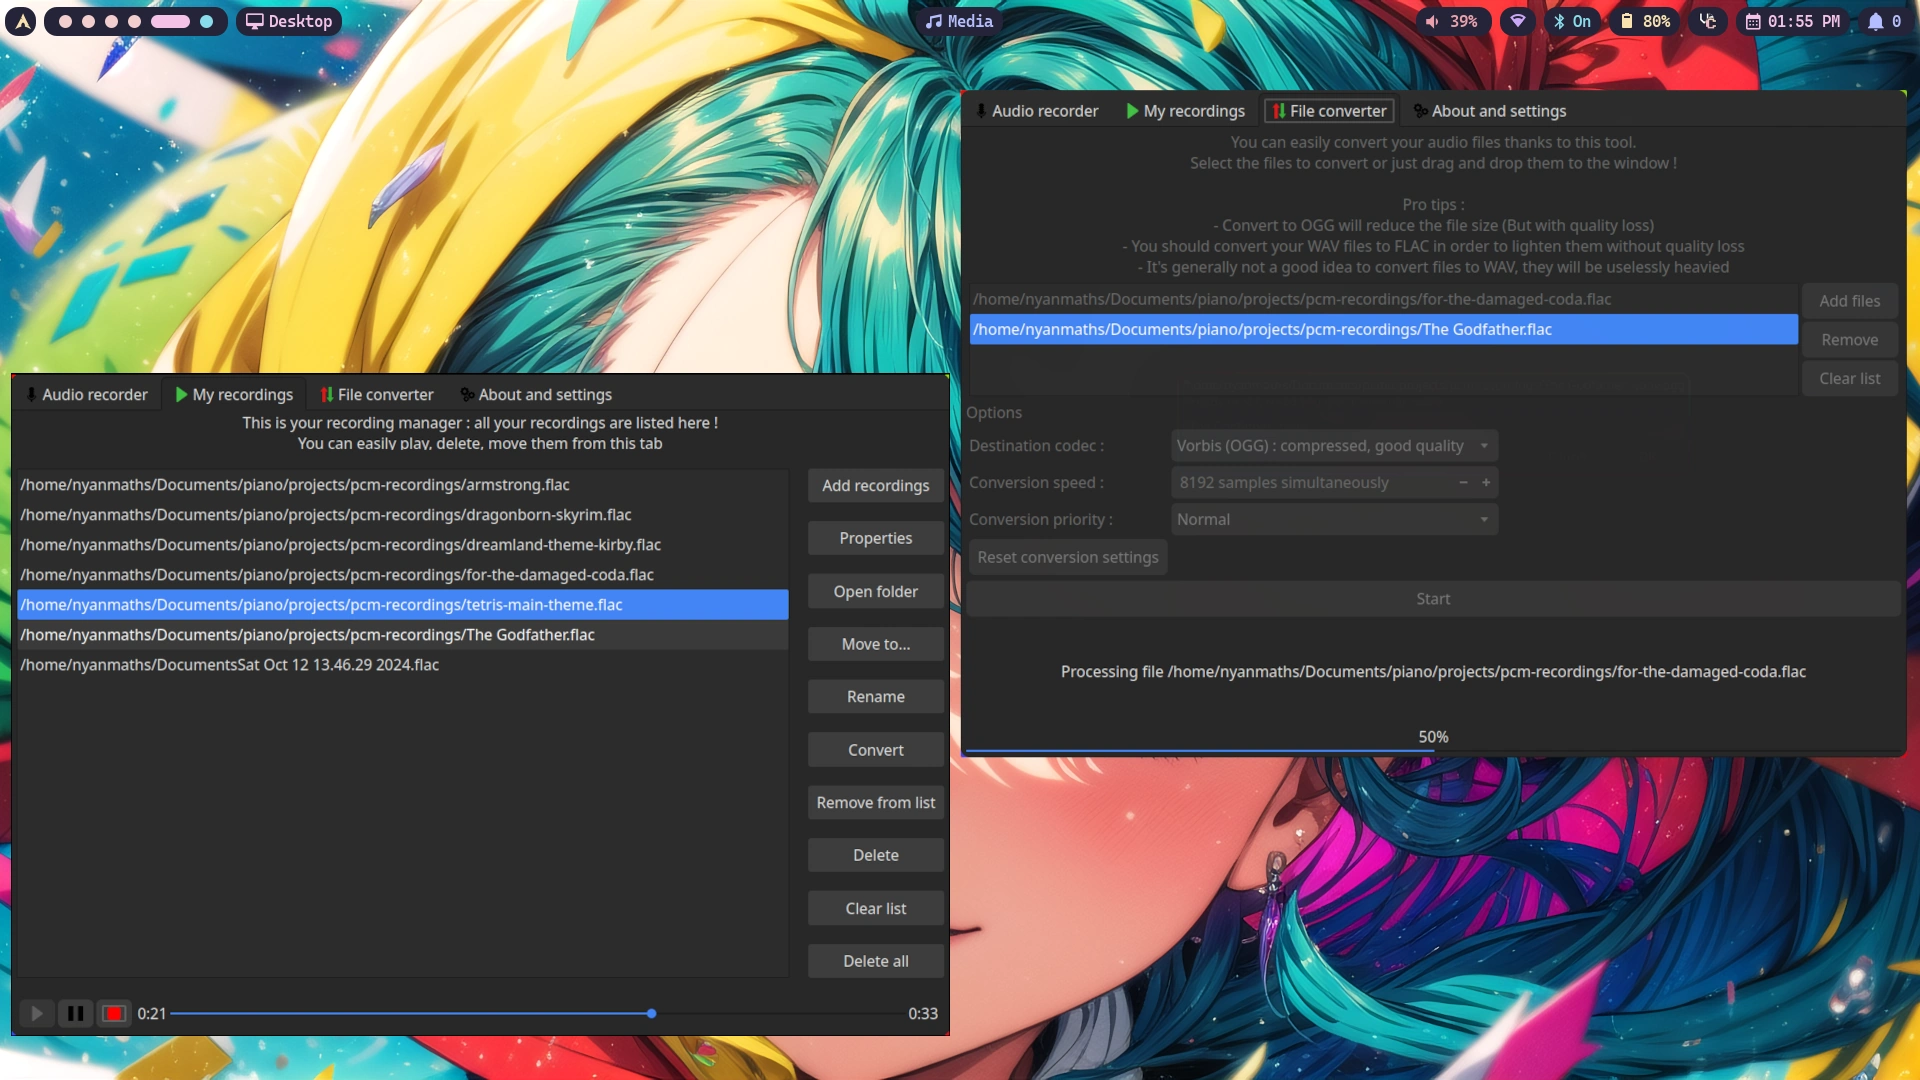 Desktop
Media
39%
On
80%
01:55 PM
0
Audio recorder
My recordings
File converter
About and settings
You can easily convert your audio files thanks to this tool.
Select the files to convert or just drag and drop them to the window !
Pro tips :
- Convert to OGG will reduce the file size (But with quality loss)
- You should convert your WAV files to FLAC in order to lighten them without quality loss
- It's generally not a good idea to convert files to WAV, they will be uselessly heavied
/home/nyanmaths/Documents/piano/projects/pcm-recordings/for-the-damaged-coda.flac
/home/nyanmaths/Documents/piano/projects/pcm-recordings/The Godfather.flac
Add files
Remove
Clear list
Options
Destination codec :
Vorbis (OGG) : compressed, good quality
Conversion speed :
8192 samples simultaneously
Conversion priority :
Normal
Reset conversion settings
Start
Processing file /home/nyanmaths/Documents/piano/projects/pcm-recordings/for-the-damaged-coda.flac
50%
Audio recorder
My recordings
File converter
About and settings
This is your recording manager : all your recordings are listed here !
You can easily play, delete, move them from this tab
/home/nyanmaths/Documents/piano/projects/pcm-recordings/armstrong.flac
/home/nyanmaths/Documents/piano/projects/pcm-recordings/dragonborn-skyrim.flac
/home/nyanmaths/Documents/piano/projects/pcm-recordings/dreamland-theme-kirby.flac
/home/nyanmaths/Documents/piano/projects/pcm-recordings/for-the-damaged-coda.flac
/home/nyanmaths/Documents/piano/projects/pcm-recordings/tetris-main-theme.flac
/home/nyanmaths/Documents/piano/projects/pcm-recordings/The Godfather.flac
/home/nyanmaths/DocumentsSat Oct 12 13.46.29 2024.flac
Add recordings
Properties
Open folder
Move to...
Rename
Convert
Remove from list
Delete
Clear list
Delete all
0:21
0:33